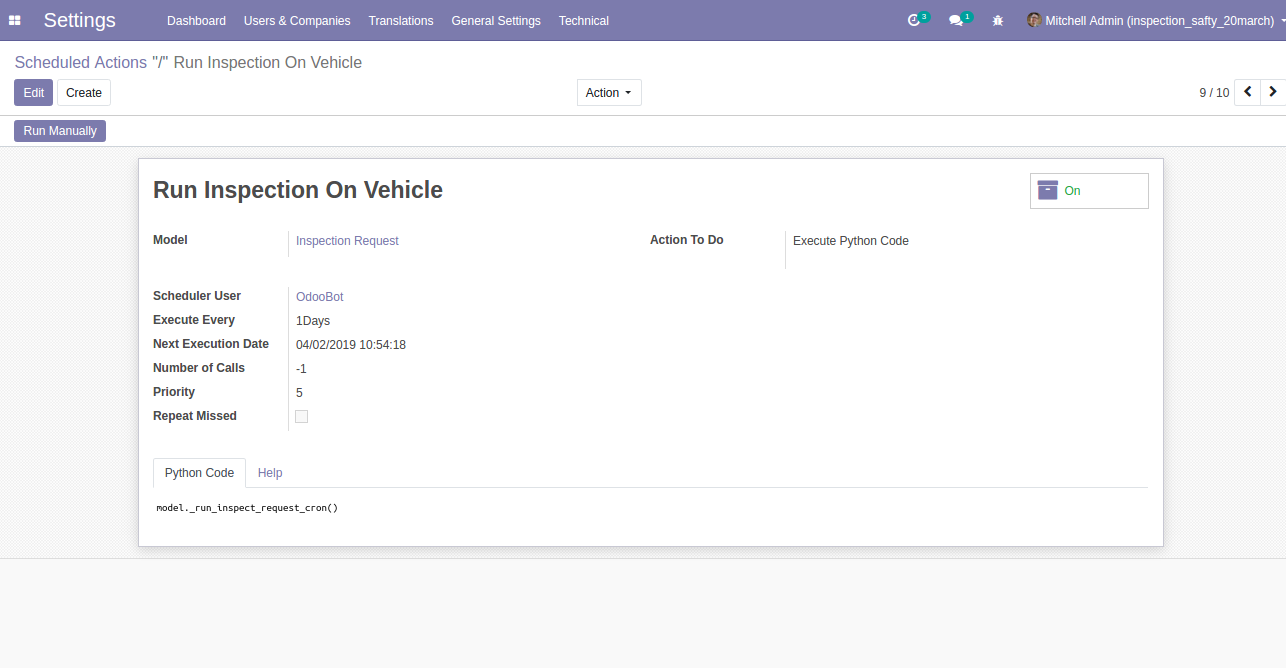 Settings Dashboard Users & Companies Translations General Settings Technical 3 1 Mitchell Admin (inspection_safty_20march)
Scheduled Actions "/" Run Inspection On Vehicle
Edit Create Action 9 / 10
Run Manually
Run Inspection On Vehicle On
Model Inspection Request Action To Do Execute Python Code
Scheduler User OdooBot
Execute Every 1Days
Next Execution Date 04/02/2019 10:54:18
Number of Calls -1
Priority 5
Repeat Missed
Python Code Help
model._run_inspect_request_cron()